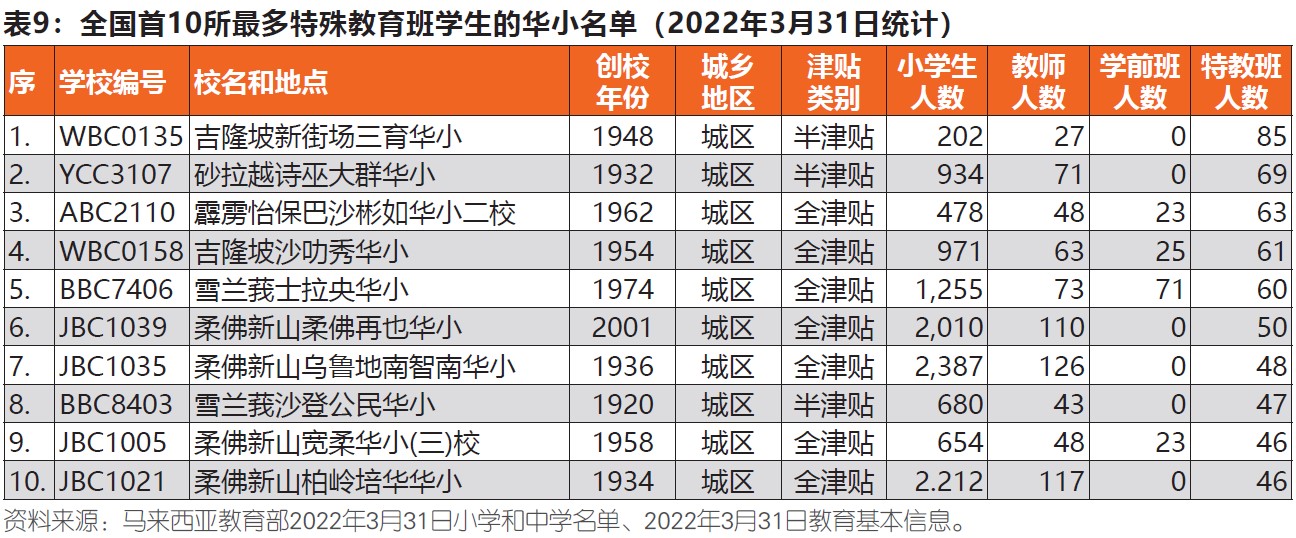 表9：全国首10所最多特殊教育班学生的华小名单（2022年3月31日统计）
序 学校编号 校名和地点 创校年份 城乡地区 津贴类别 小学生人数 教师人数 学前班人数 特教班人数
1. WBC0135 吉隆坡新街场三育华小 1948 城区 半津贴 202 27 0 85
2. YCC3107 砂拉越诗巫大群华小 1932 城区 半津贴 934 71 0 69
3. ABC2110 霹雳怡保巴沙彬如华小二校 1962 城区 全津贴 478 48 23 63
4. WBC0158 吉隆坡沙叻秀华小 1954 城区 全津贴 971 63 25 61
5. BBC7406 雪兰莪士拉央华小 1974 城区 全津贴 1,255 73 71 60
6. JBC1039 柔佛新山柔佛再也华小 2001 城区 全津贴 2,010 110 0 50
7. JBC1035 柔佛新山乌鲁地南智南华小 1936 城区 全津贴 2,387 126 0 48
8. BBC8403 雪兰莪沙登公民华小 1920 城区 半津贴 680 43 0 47
9. JBC1005 柔佛新山宽柔华小(三)校 1958 城区 全津贴 654 48 23 46
10. JBC1021 柔佛新山柏岭培华华小 1934 城区 全津贴 2.212 117 0 46
资料来源：马来西亚教育部2022年3月31日小学和中学名单、2022年3月31日教育基本信息。